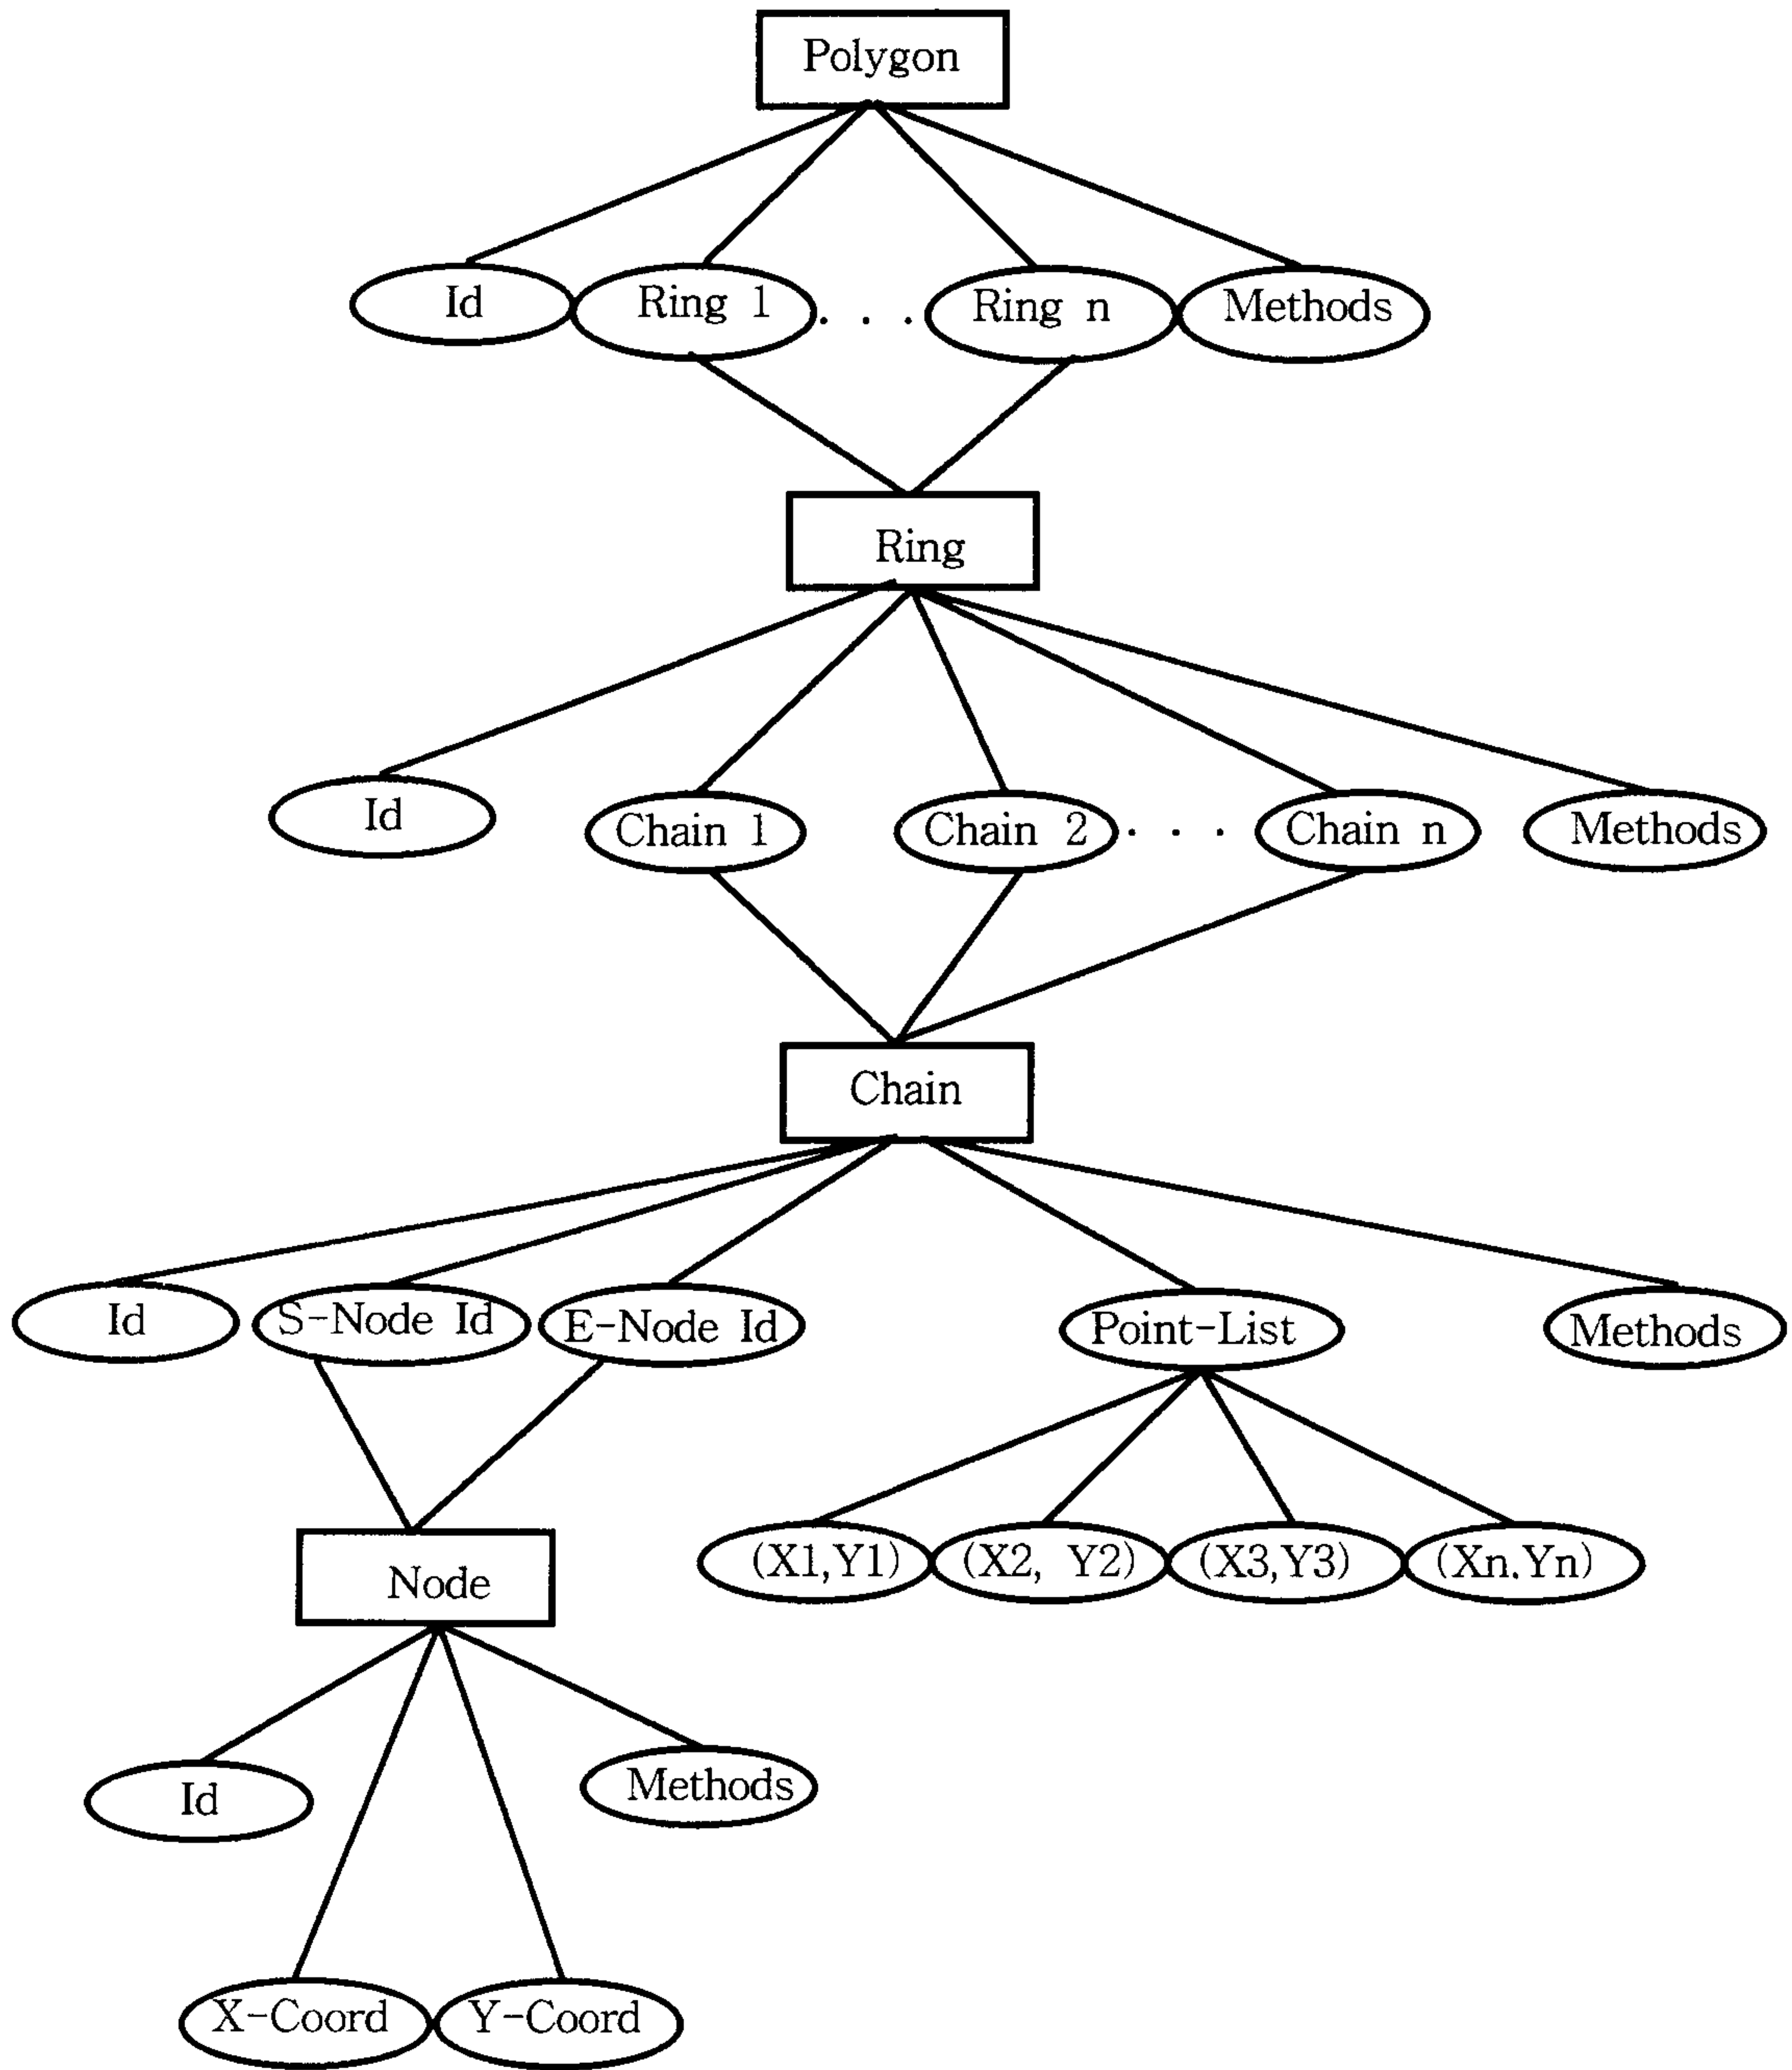 Polygon
Id Ring 1 . . . Ring n Methods
Ring
Id Chain 1 Chain 2 . . . Chain n Methods
Chain
Id S-Node Id E-Node Id Point-List Methods
(X1,Y1) (X2, Y2) (X3,Y3) (Xn.Yn)
Node
Id Methods
X-Coord Y-Coord